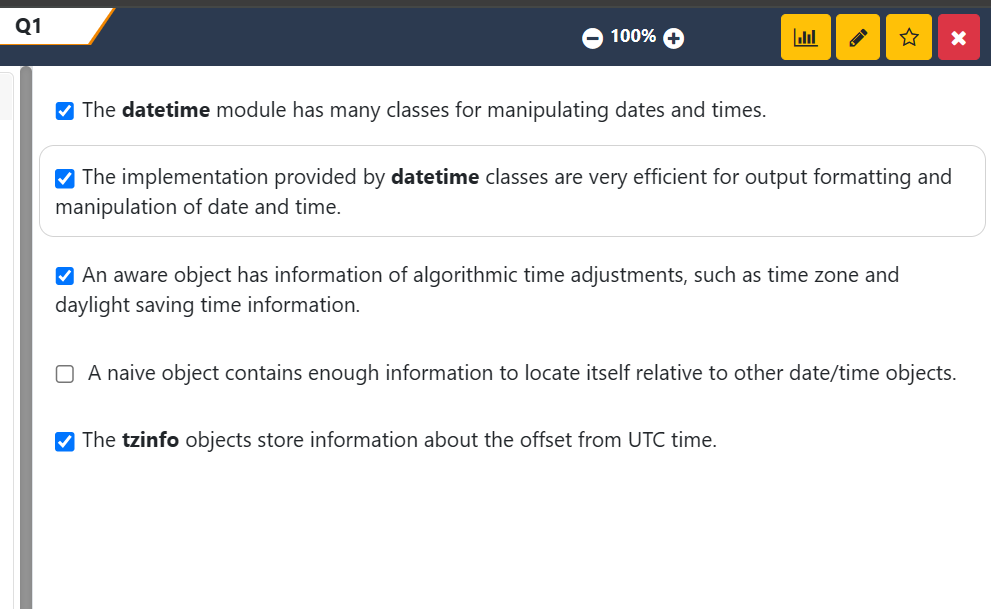 Q1
100%
The datetime module has many classes for manipulating dates and times.
The implementation provided by datetime classes are very efficient for output formatting and
manipulation of date and time.
An aware object has information of algorithmic time adjustments, such as time zone and
daylight saving time information.
A naive object contains enough information to locate itself relative to other date/time objects.
The tzinfo objects store information about the offset from UTC time.